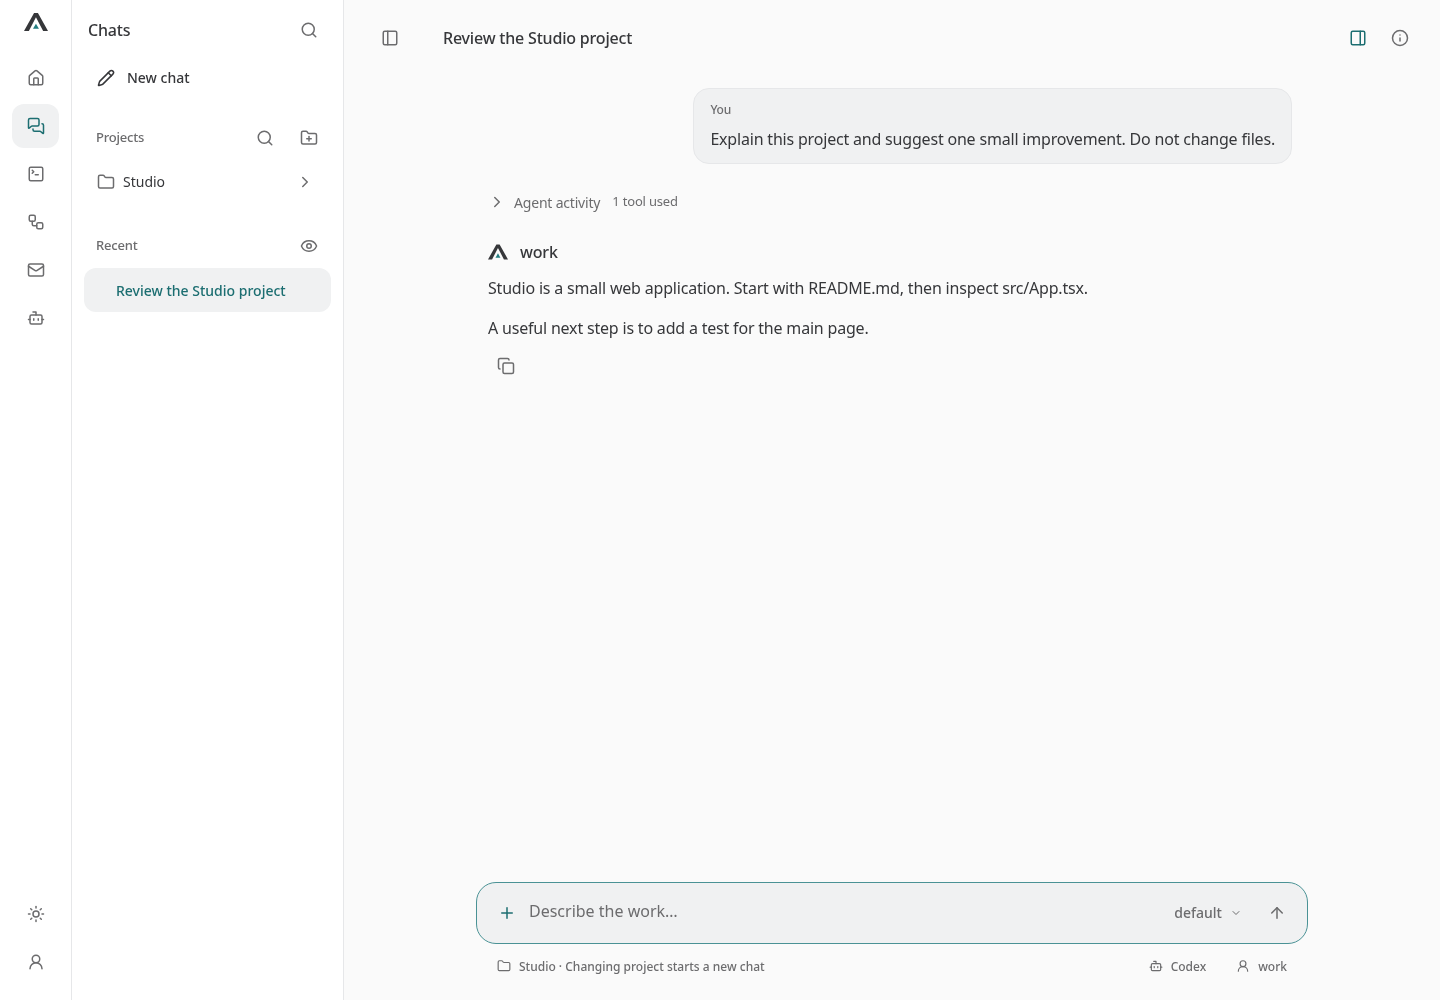 Chats
New chat
Projects
Studio
Recent
Review the Studio project
Review the Studio project
You
Explain this project and suggest one small improvement. Do not change files.
Agent activity 1 tool used
work
Studio is a small web application. Start with README.md, then inspect src/App.tsx.
A useful next step is to add a test for the main page.
Describe the work...
default
Studio · Changing project starts a new chat
Codex
work